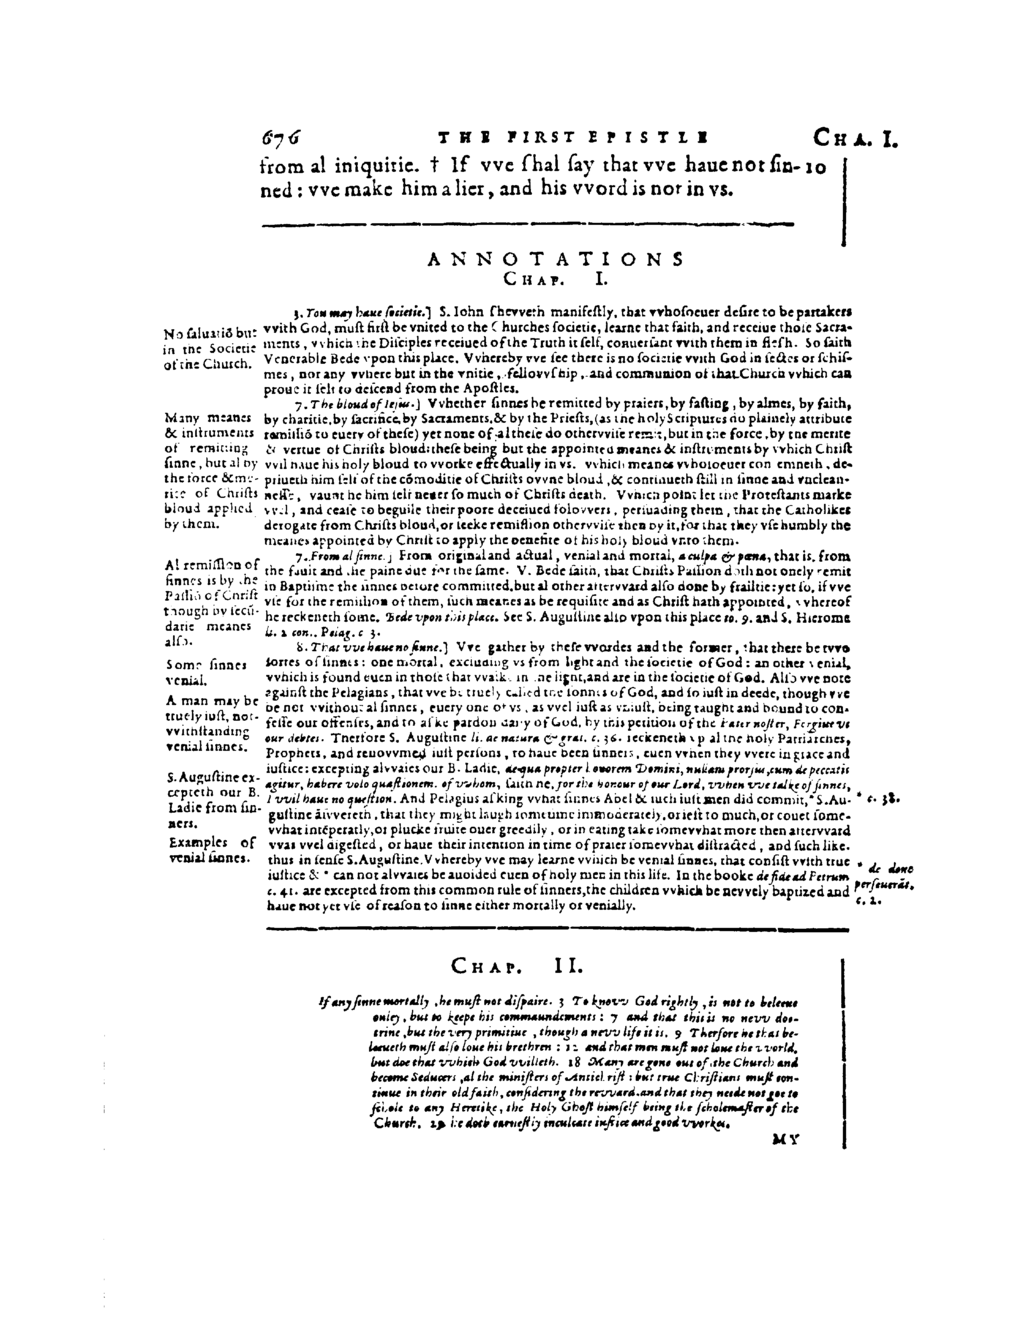 676 THE FIRST EPISTLE CHA. I.
from al iniquitie. † If vve ſhal ſay that vve haue not ſin- 10
ned: vve make him a lier, and his vvord is not in vs.
ANNOTATIONS
CHAP. I.
3. You may haue ſocietie.] S. Iohn ſhevveth manifeſtly, that vvhoſoeuer deſire to be partakers
vvith God, muſt firſt be vnited to the Churches ſocietie, learne that faith, and receiue thoſe Sacra-
ments, vvhich the Diſciples receiued of the Truth it ſelf, conuerſant vvith them in fleſh. So ſaith
Venerable Bede vpon this place. Vvhereby vve ſee there is no ſocietie vvith God in ſectes or ſchiſ-
mes, nor any vvhere but in the vnitie, fellovvſhip, and communion of that Church vvhich can
proue it ſelf to deſcend from the Apoſtles.
No ſaluatiō but
in the Societie
of the Church.
7. The bloud of Ieſus.] Vvhether ſinnes be remitted by praiers, by faſting, by almes, by faith,
by charitie, by ſacrifice, by Sacraments, & by the Prieſts, (as the holy Scriptures do plainely attribute
remiſſiō to euery of theſe) yet none of al theſe do othervviſe remit, but in the force, by the merite
& vertue of Chriſts bloud: theſe being but the appointed meanes & inſtruments by vvhich Chriſt
vvil haue his holy bloud to vvorke effectually in vs. vvhich meanes vvhoſoeuer contemneth, de-
priueth him ſelf of the cōmoditie of Chriſts ovvne bloud, & continueth ſtill in ſinne and vnclean-
neſſe, vaunt he him ſelf neuer ſo much of Chriſts death. Vvhich point let the Proteſtants marke
vvel, and ceaſe to beguile their poore deceiued folovvers, perſuading them, that the Catholikes
derogate from Chriſts bloud, or ſeeke remiſſion othervviſe then by it, for that they vſe humbly the
meanes appointed by Chriſt to apply the benefite of his holy bloud vnto them.
Many meanes
& inſtruments
of remitting
ſinne, but al by
the force & me-
rite of Chriſts
bloud applied
by them.
7. From al ſinne.] From original and actual, venial and mortal, a culpa & pœna, that is, from
the fault and the paine due for the ſame. V. Bede ſaith, that Chriſts Paſſion doth not onely remit
in Baptiſme the ſinnes before committed, but al other aftervvard alſo done by frailtie: yet ſo, if vve
vſe for the remiſſion of them, ſuch meanes as be requiſite and as Chriſt hath appointed, vvhereof
he reckeneth ſome. Bede vpon this place. See S. Auguſtine alſo vpon this place to. 9. and S. Hierome
li. 2 con. Pelag. c 3.
Al remiſſion of
ſinnes is by the
Paſſiō of Chriſt
though by ſecū-
darie meanes
alſo.
8. That vve haue no ſinne.] Vve gather by theſe vvordes and the former, that there be tvvo
ſortes of ſinnes: one mortal, excluding vs from light and the ſocietie of God: an other venial,
vvhich is found euen in thoſe that vvalke in the light, and are in the ſocietie of God. Alſo vve note
againſt the Pelagians, that vve be truely called the ſonnes of God, and ſo iuſt in deede, though vve
be not vvithout al ſinnes, euery one of vs, as vvel iuſt as vniuſt, being taught and bound to con-
feſſe our offenſes, and to aſke pardon daily of God, by this petition of the Pater noſter, Forgiue vs
our debtes. Therfore S. Auguſtine li. de natura & grat. c. 36. reckeneth vp al the holy Patriarches,
Prophets, and renovvmed iuſt perſons, to haue been ſinners, euen vvhen they vvere in grace and
iuſtice: excepting alvvaies our B. Ladie, de qua propter honorem Domini, nullam prorſus, cum de peccatis
agitur, habere volo quæſtionem. of vvhom, ſaith he, for the honour of our Lord, vvhen vve talke of ſinnes,
I vvil haue no queſtion. And Pelagius aſking vvhat ſinnes Abel & ſuch iuſt men did commit, * S. Au-
guſtine anſvvereth, that they might laugh ſometime immoderately, or ieſt to much, or couet ſome-
vvhat intēperatly, or plucke fruite ouer greedily, or in eating take ſomevvhat more then aftervvard
vvas vvel digeſted, or haue their intention in time of praier ſomevvhat diſtracted, and ſuch like.
thus in ſenſe S. Auguſtine. Vvhereby vve may learne vvhich be venial ſinnes, that conſiſt vvith true
iuſtice & * can not alvvaies be auoided euen of holy men in this life. In the booke de fide ad Petrum
c. 41. are excepted from this common rule of ſinners, the children vvhich be nevvely baptized and
haue not yet vſe of reaſon to ſinne either mortally or venially.
Some ſinnes
venial.
A man may be
truely iuſt, not-
vvithſtanding
venial ſinnes.
S. Auguſtine ex-
cepteth our B.
Ladie from ſin-
ners.
Examples of
venial ſinnes.
* c. 38.
* de dono
perſeuerāt.
c. 2.
CHAP. II.
If any ſinne mortally, he muſt not diſpaire. 3 To knovv God rightly, is not to beleeue
onley, but to keepe his commaundements: 7 and that this is no nevv doc-
trine, but the very primitiue, though a nevv life it is. 9 Therfore he that be-
leeueth muſt alſo loue his brethren: 12 and that men muſt not loue the vvorld,
but doe that vvhich God vvilleth. 18 Many are gone out of the Church and
become Seducers, al the miniſters of Antichriſt: but true Chriſtians muſt con-
tinue in their old faith, conſidering the revvard, and that they neede not goe to
ſchole to any Heretike, the Holy Ghoſt himſelf being the ſcholemaſter of the
Church. 29 he doth earneſtly inculcate iuſtice and good vvorkes.
MY